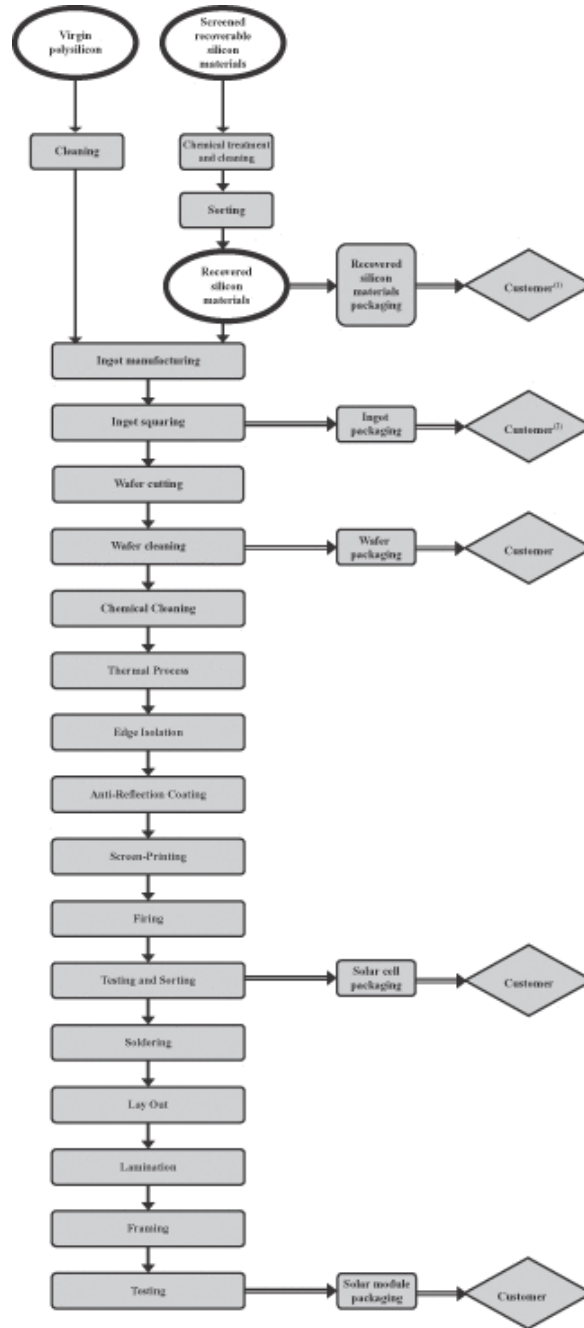 Virgin
polysilicon
Screened
recoverable
silicon
materials
Cleaning
Chemical treatment
and cleaning
Sorting
Recovered
silicon
materials
Recovered
silicon
materials
packaging
Customer(1)
Ingot manufacturing
Ingot squaring
Ingot
packaging
Customer(2)
Wafer cutting
Wafer cleaning
Wafer
packaging
Customer
Chemical Cleaning
Thermal Process
Edge Isolation
Anti-Reflection Coating
Screen-Printing
Firing
Testing and Sorting
Solar cell
packaging
Customer
Soldering
Lay Out
Lamination
Framing
Testing
Solar module
packaging
Customer